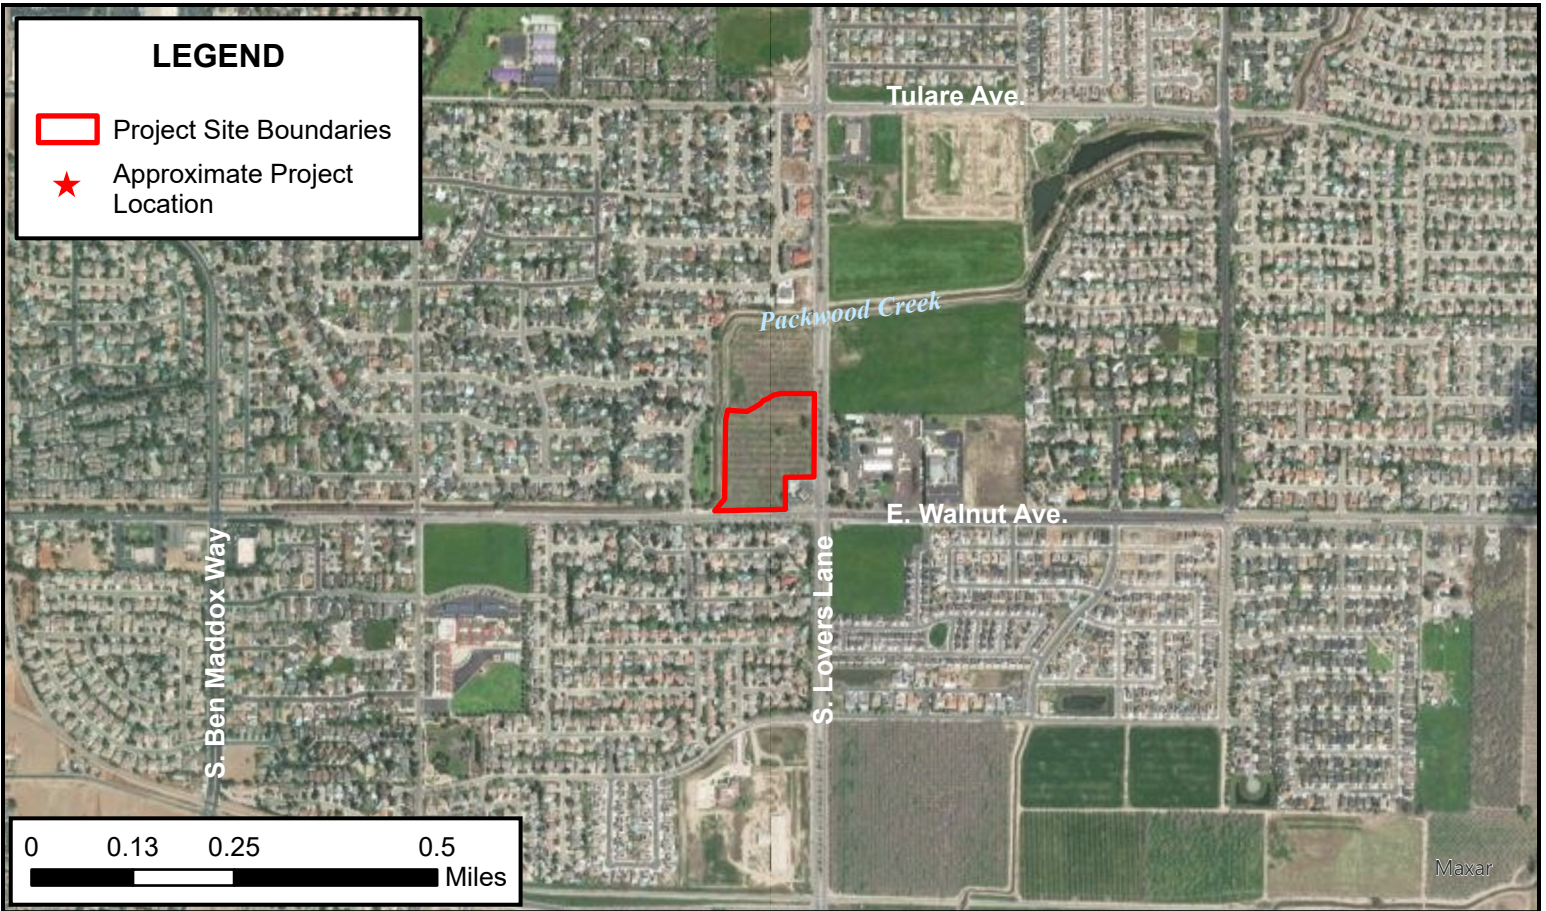 LEGEND
Project Site Boundaries
Approximate Project
Location
Tulare Ave.
Packwood Creek
E. Walnut Ave.
S. Ben Maddox Way
S. Lovers Lane
0 0.13 0.25 0.5
Miles
Maxar